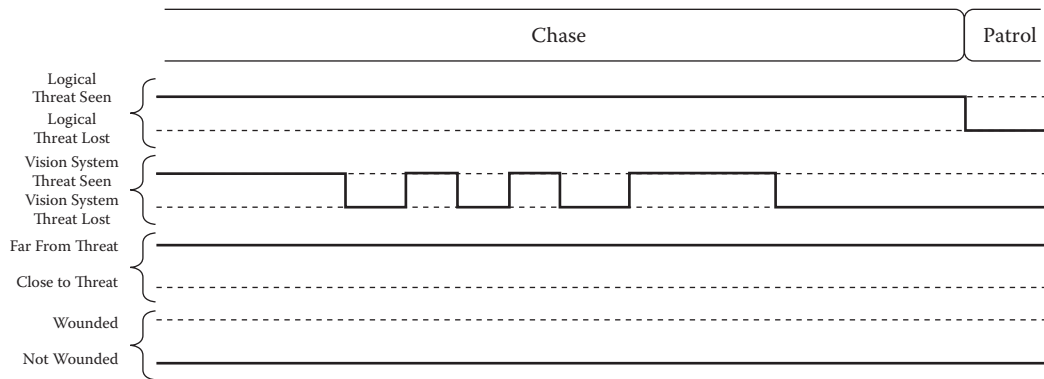 Chase
Patrol
Logical
Threat Seen
Logical
Threat Lost
Vision System
Threat Seen
Vision System
Threat Lost
Far From Threat
Close to Threat
Wounded
Not Wounded